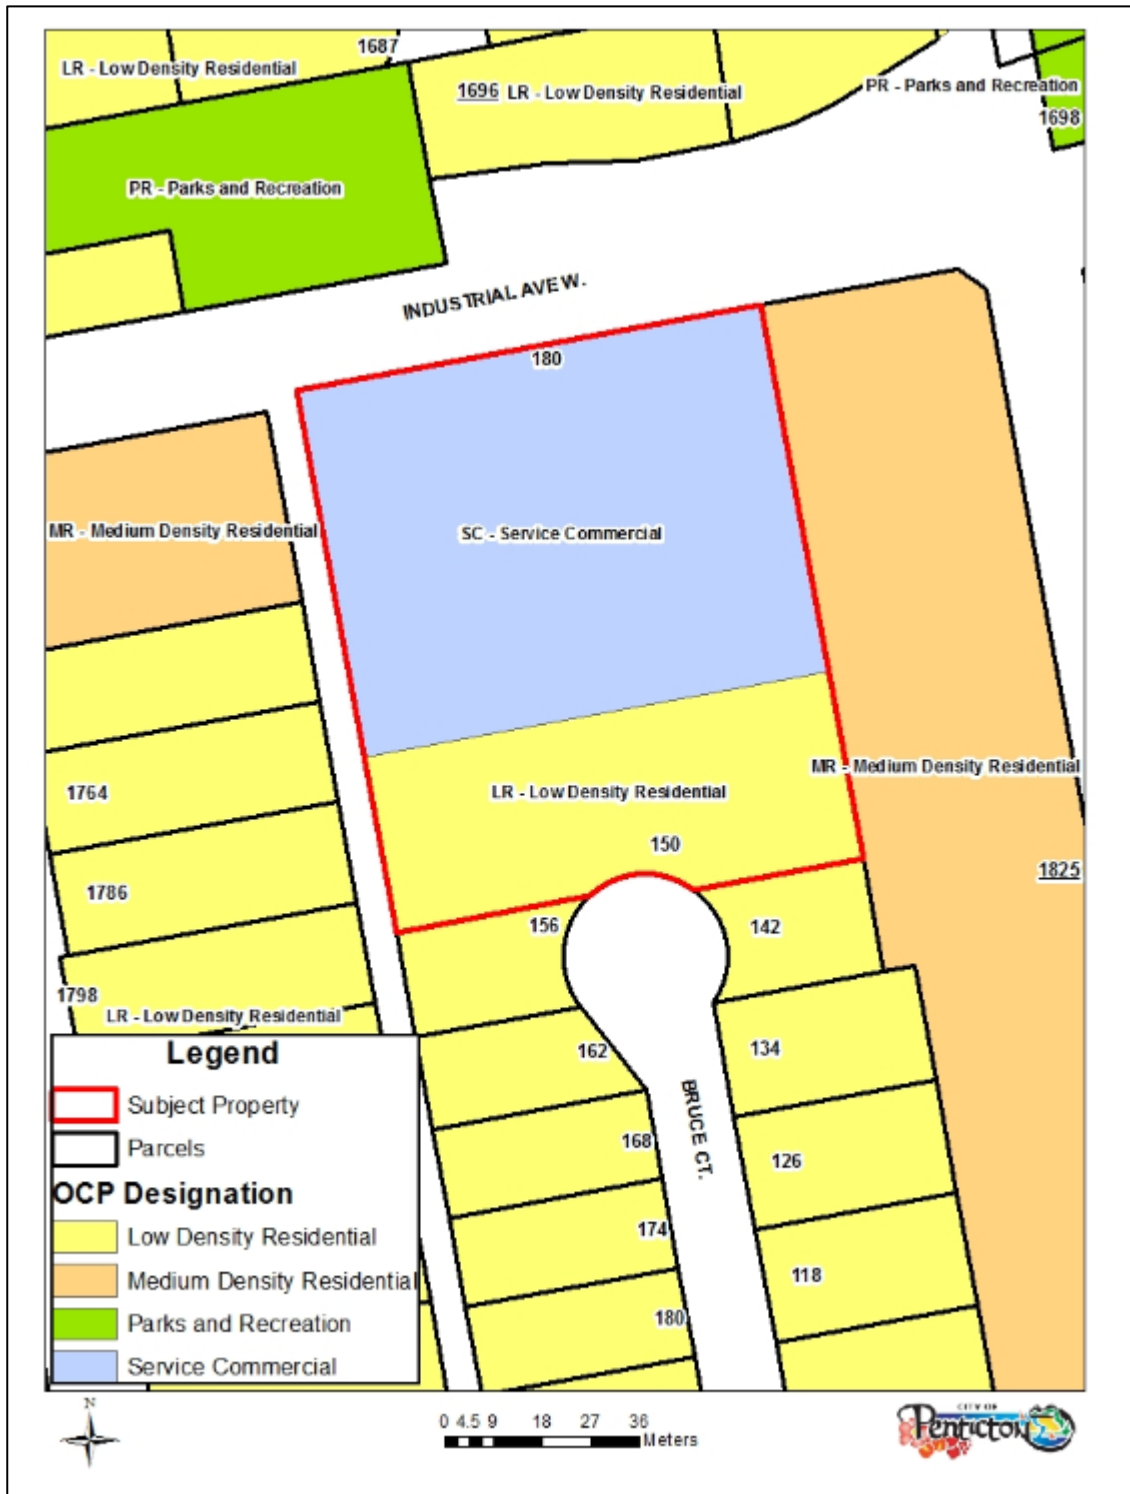 1687
LR - Low Density Residential
1696 LR - Low Density Residential
PR - Parks and Recreation
1698
PR - Parks and Recreation
INDUSTRIAL AVE W.
180
MR - Medium Density Residential
SC - Service Commercial
MR - Medium Density Residential
LR - Low Density Residential
1764
150
1825
1786
156
142
1798
LR - Low Density Residential
162
134
BRUCE CT.
168
126
174
118
180
Legend
Subject Property
Parcels
OCP Designation
Low Density Residential
Medium Density Residential
Parks and Recreation
Service Commercial
N
0 4.5 9 18 27 36
Meters
CITY OF
Penticton